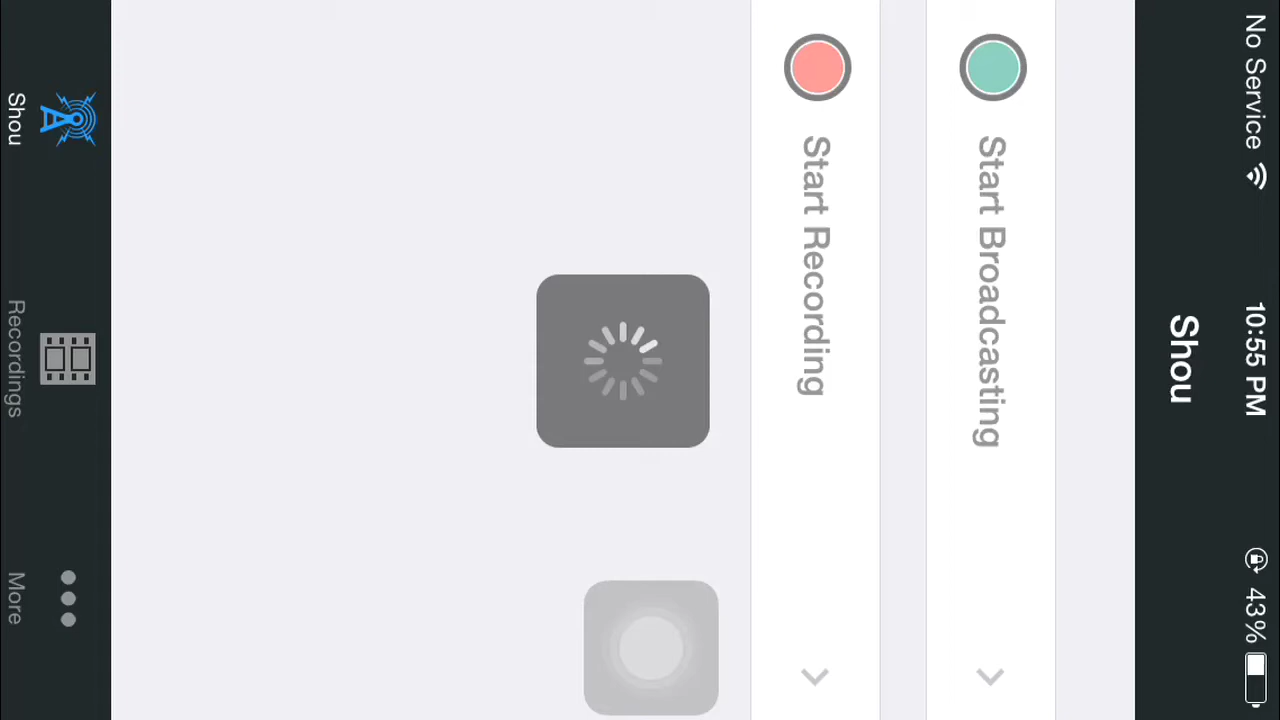 No Service 10:55 PM 43%
Shou
Start Broadcasting
Start Recording
Shou Recordings More